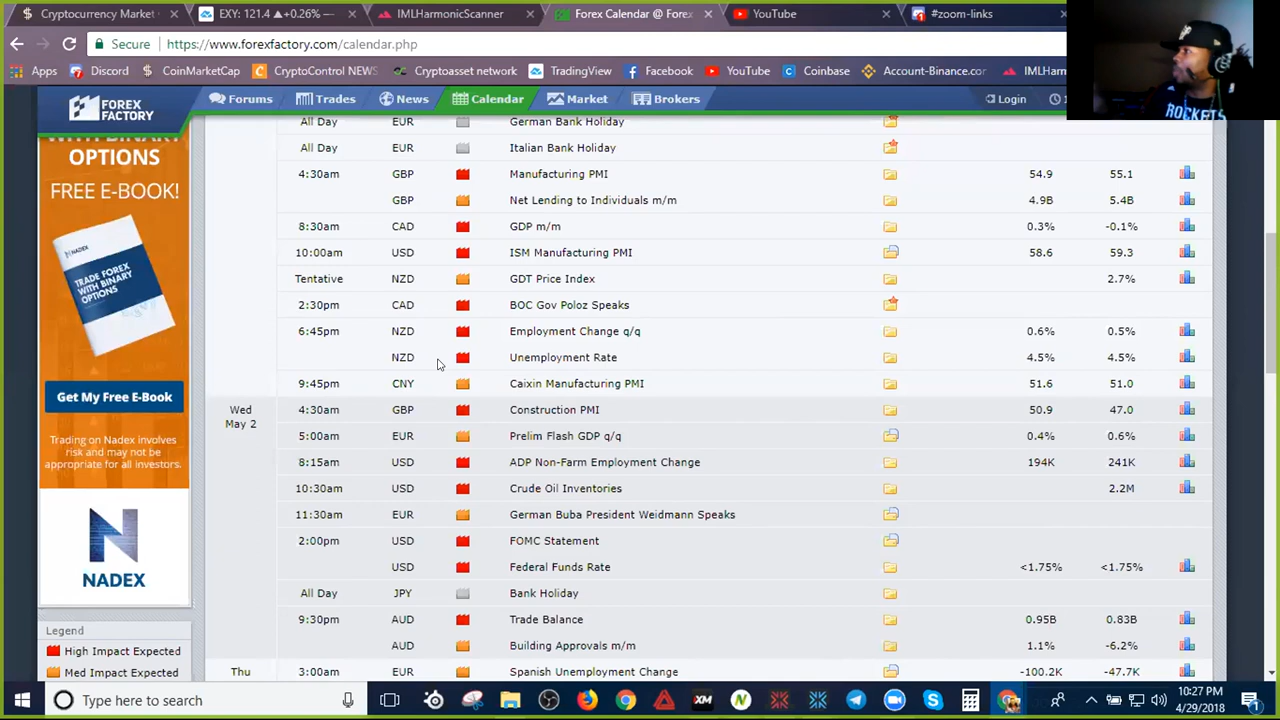 Cryptocurrency Market
EXY: 121.4 ▲+0.26% —
IMLHarmonicScanner
Forex Calendar @ Forex
YouTube
#zoom-links
Secure
https://www.forexfactory.com/calendar.php
Apps
Discord
CoinMarketCap
CryptoControl NEWS
Cryptoasset network
TradingView
Facebook
YouTube
Coinbase
Account-Binance.cor
IMLHarm
FOREX
FACTORY
Forums
Trades
News
Calendar
Market
Brokers
Login
ROCKETS
WITH BINARY
OPTIONS
FREE E-BOOK!
NADEX
TRADE FOREX
WITH BINARY
OPTIONS
Get My Free E-Book
Trading on Nadex involves
risk and may not be
appropriate for all investors.
NADEX
Legend
High Impact Expected
Med Impact Expected
All Day EUR German Bank Holiday
All Day EUR Italian Bank Holiday
4:30am GBP Manufacturing PMI 54.9 55.1
GBP Net Lending to Individuals m/m 4.9B 5.4B
8:30am CAD GDP m/m 0.3% -0.1%
10:00am USD ISM Manufacturing PMI 58.6 59.3
Tentative NZD GDT Price Index 2.7%
2:30pm CAD BOC Gov Poloz Speaks
6:45pm NZD Employment Change q/q 0.6% 0.5%
NZD Unemployment Rate 4.5% 4.5%
9:45pm CNY Caixin Manufacturing PMI 51.6 51.0
Wed
May 2
4:30am GBP Construction PMI 50.9 47.0
5:00am EUR Prelim Flash GDP q/q 0.4% 0.6%
8:15am USD ADP Non-Farm Employment Change 194K 241K
10:30am USD Crude Oil Inventories 2.2M
11:30am EUR German Buba President Weidmann Speaks
2:00pm USD FOMC Statement
USD Federal Funds Rate <1.75% <1.75%
All Day JPY Bank Holiday
9:30pm AUD Trade Balance 0.95B 0.83B
AUD Building Approvals m/m 1.1% -6.2%
Thu 3:00am EUR Spanish Unemployment Change -100.2K -47.7K
Type here to search
XM
N
10:27 PM
4/29/2018